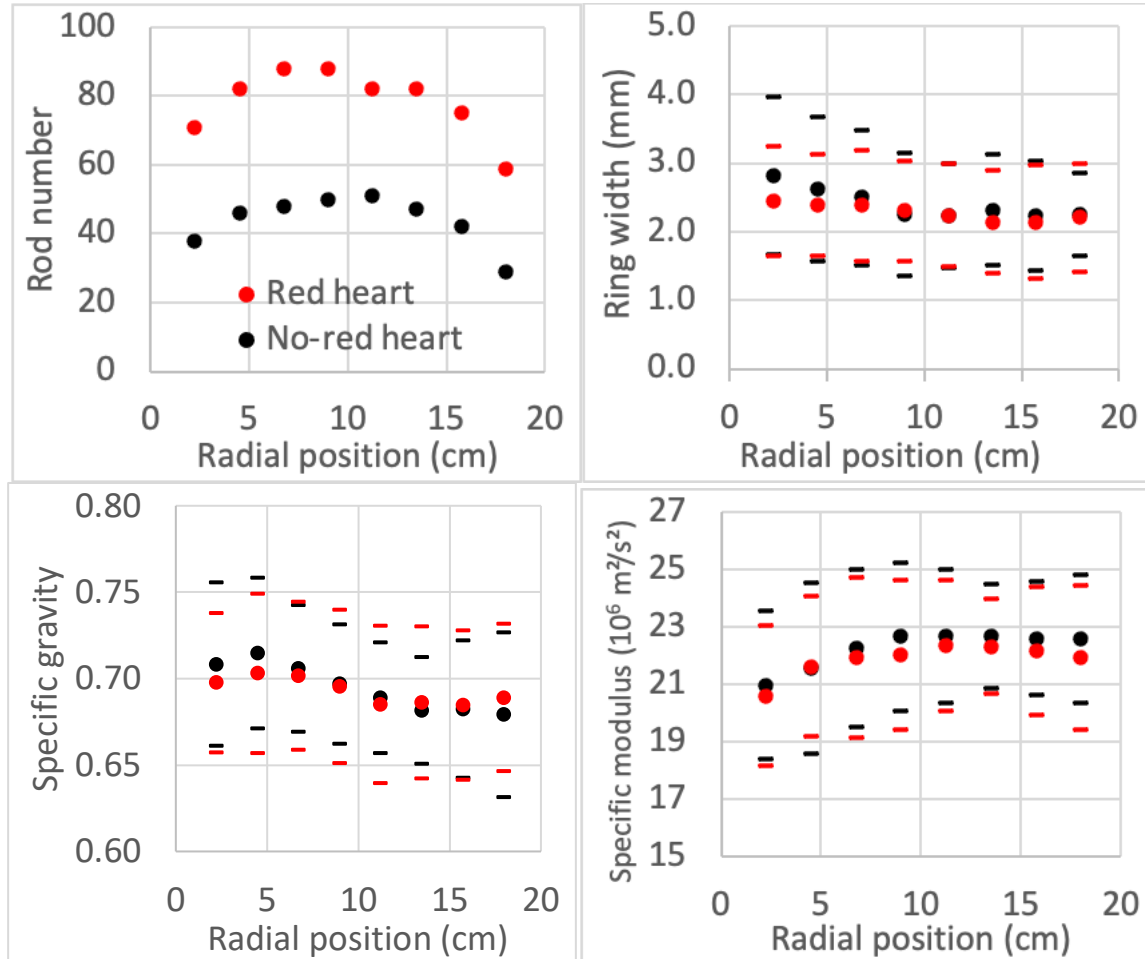 100
80
60
40
20
0
Rod number
Red heart
No-red heart
0 5 10 15 20
Radial position (cm)
5.0
4.0
3.0
2.0
1.0
0.0
Ring width (mm)
0 5 10 15 20
Radial position (cm)
0.80
0.75
0.70
0.65
0.60
Specific gravity
0 5 10 15 20
Radial position (cm)
27
25
23
21
19
17
15
Specific modulus (10⁶ m²/s²)
0 5 10 15 20
Radial position (cm)